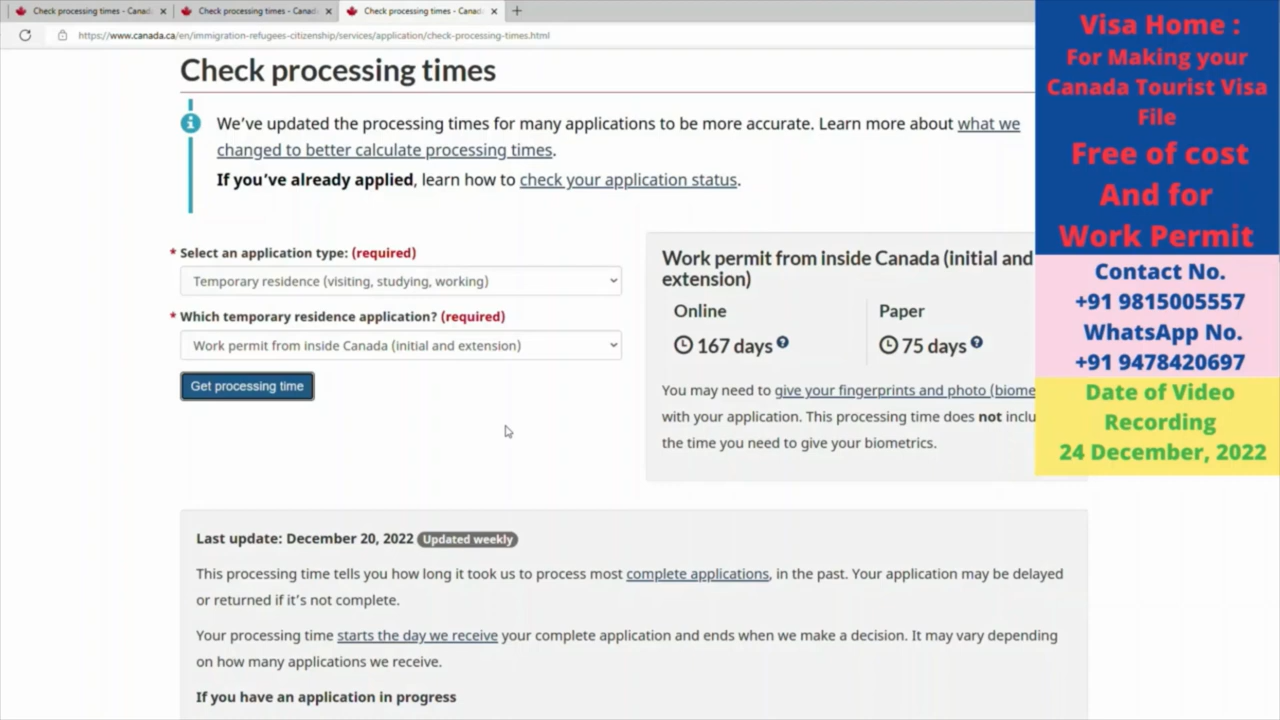 Check processing times - Canad
Check processing times - Canad
Check processing times - Canad
https://www.canada.ca/en/immigration-refugees-citizenship/services/application/check-processing-times.html
Check processing times
We've updated the processing times for many applications to be more accurate. Learn more about what we
changed to better calculate processing times.
If you've already applied, learn how to check your application status.
* Select an application type: (required)
Temporary residence (visiting, studying, working)
* Which temporary residence application? (required)
Work permit from inside Canada (initial and extension)
Get processing time
Work permit from inside Canada (initial and
extension)
Online
Paper
167 days
75 days
You may need to give your fingerprints and photo (biome
with your application. This processing time does not inclu
the time you need to give your biometrics.
Last update: December 20, 2022 Updated weekly
This processing time tells you how long it took us to process most complete applications, in the past. Your application may be delayed
or returned if it's not complete.
Your processing time starts the day we receive your complete application and ends when we make a decision. It may vary depending
on how many applications we receive.
If you have an application in progress
Visa Home :
For Making your
Canada Tourist Visa
File
Free of cost
And for
Work Permit
Contact No.
+91 9815005557
WhatsApp No.
+91 9478420697
Date of Video
Recording
24 December, 2022